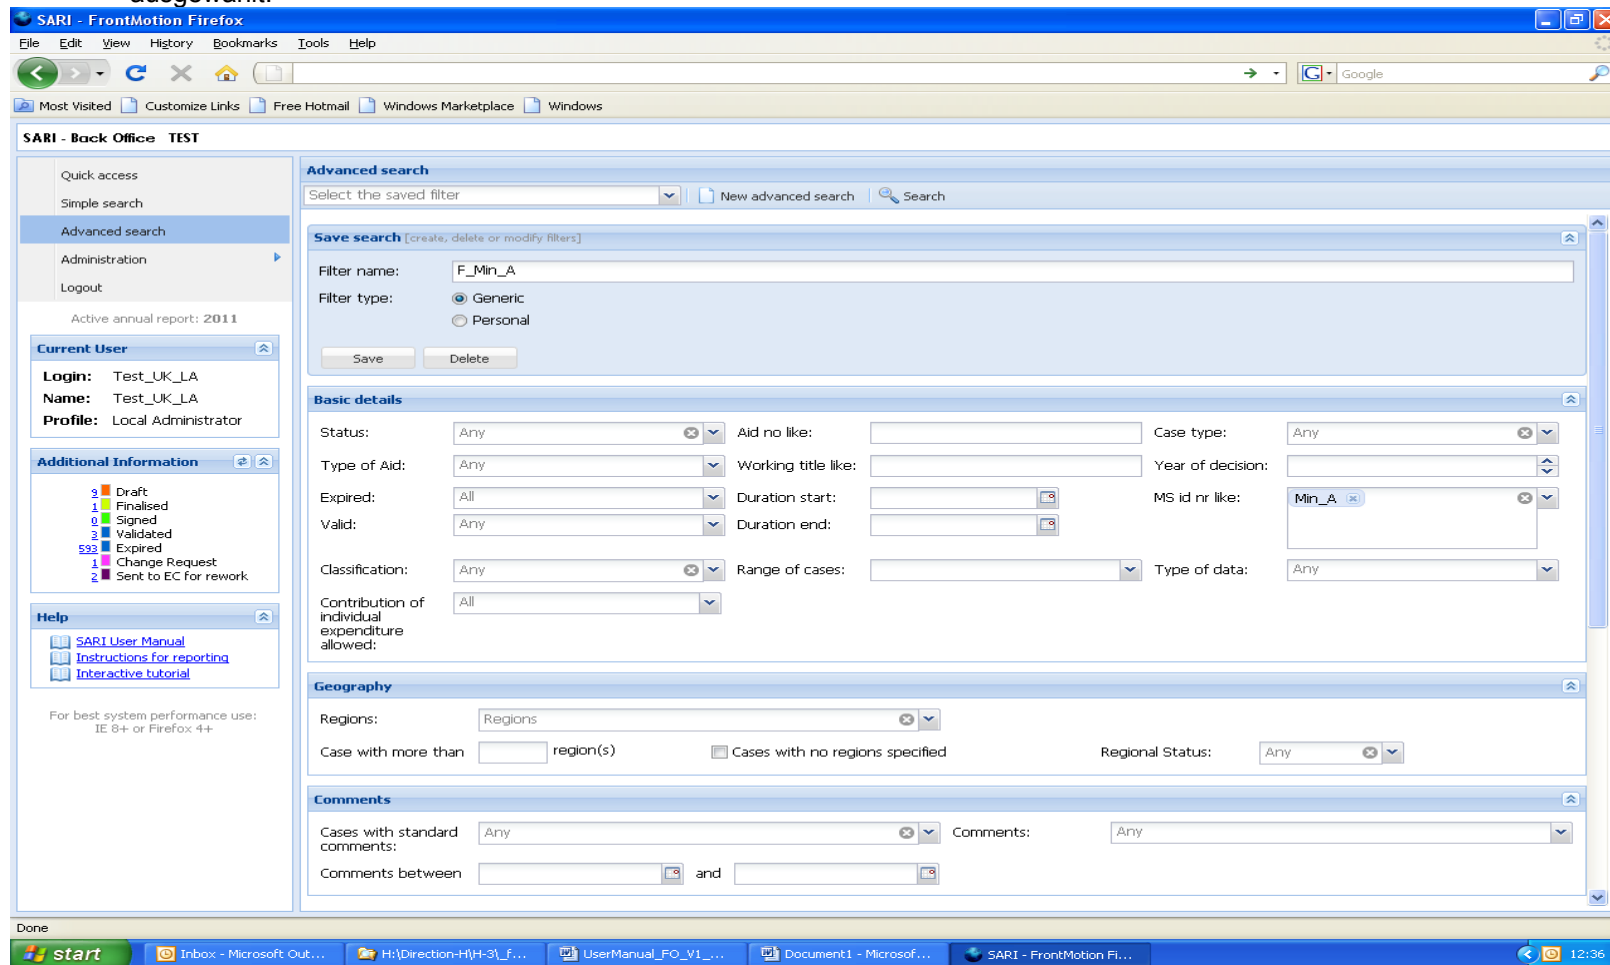 ausgewählt.
SARI - FrontMotion Firefox
File Edit View History Bookmarks Tools Help
Google
Most Visited Customize Links Free Hotmail Windows Marketplace Windows
SARI - Back Office TEST
Quick access
Simple search
Advanced search
Administration
Logout
Active annual report: 2011
Current User
Login: Test_UK_LA
Name: Test_UK_LA
Profile: Local Administrator
Additional Information
9 Draft
1 Finalised
0 Signed
3 Validated
593 Expired
1 Change Request
2 Sent to EC for rework
Help
SARI User Manual
Instructions for reporting
Interactive tutorial
For best system performance use:
IE 8+ or Firefox 4+
Advanced search
Select the saved filter New advanced search Search
Save search [create, delete or modify filters]
Filter name: F_Min_A
Filter type: Generic
Personal
Save Delete
Basic details
Status: Any Aid no like: Case type: Any
Type of Aid: Any Working title like: Year of decision:
Expired: All Duration start: MS id nr like: Min_A
Valid: Any Duration end:
Classification: Any Range of cases: Type of data: Any
Contribution of All
individual
expenditure
allowed:
Geography
Regions: Regions
Case with more than region(s) Cases with no regions specified Regional Status: Any
Comments
Cases with standard Any Comments: Any
comments:
Comments between and
Done
start Inbox - Microsoft Out... H:\Direction-H\H-3\_f... UserManual_FO_V1_... Document1 - Microsof... SARI - FrontMotion Fi... 12:36